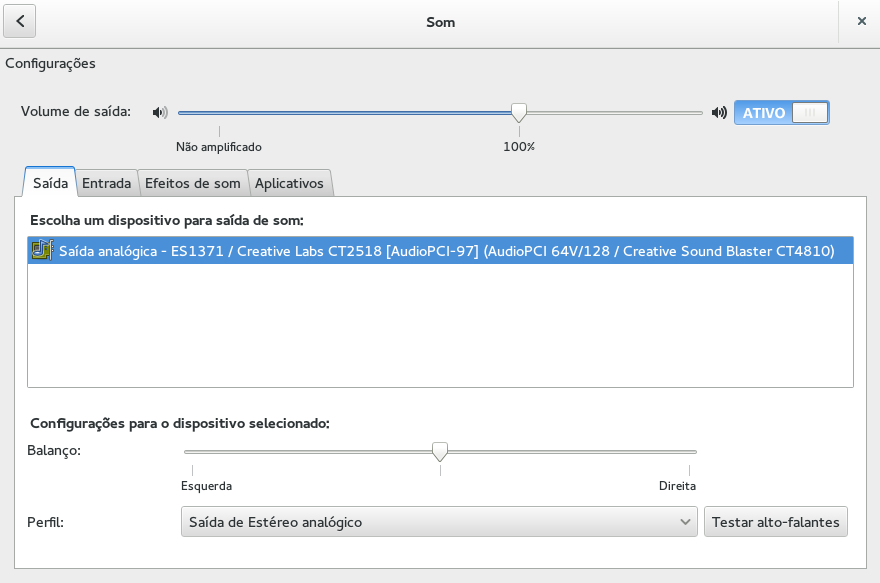 Som
Configurações
Volume de saída:
ATIVO
Não amplificado
100%
Saída
Entrada
Efeitos de som
Aplicativos
Escolha um dispositivo para saída de som:
Saída analógica - ES1371 / Creative Labs CT2518 [AudioPCI-97] (AudioPCI 64V/128 / Creative Sound Blaster CT4810)
Configurações para o dispositivo selecionado:
Balanço:
Esquerda
Direita
Perfil:
Saída de Estéreo analógico
Testar alto-falantes